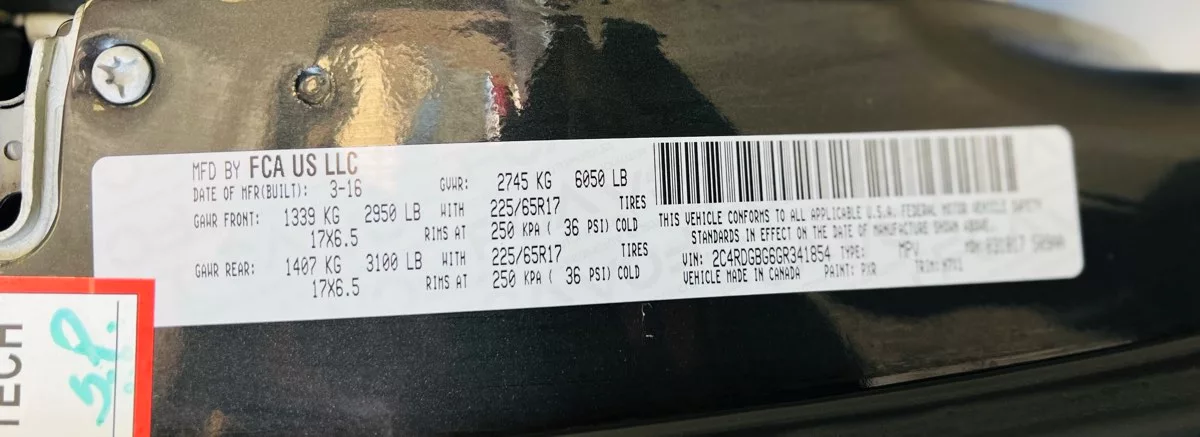 MFD BY FCA US LLC
DATE OF MFR(BUILT): 3-16 GVWR: 2745 KG 6050 LB
GAWR FRONT: 1339 KG 2950 LB WITH 225/65R17 TIRES
17X6.5 RIMS AT 250 KPA ( 36 PSI) COLD
GAWR REAR: 1407 KG 3100 LB WITH 225/65R17 TIRES
17X6.5 RIMS AT 250 KPA ( 36 PSI) COLD
THIS VEHICLE CONFORMS TO ALL APPLICABLE U.S.A. FEDERAL MOTOR VEHICLE SAFETY
STANDARDS IN EFFECT ON THE DATE OF MANUFACTURE SHOWN ABOVE.
VIN: 2C4RDGBG6GR341854 TYPE: MPV
VEHICLE MADE IN CANADA PAINT: PXR
TECH